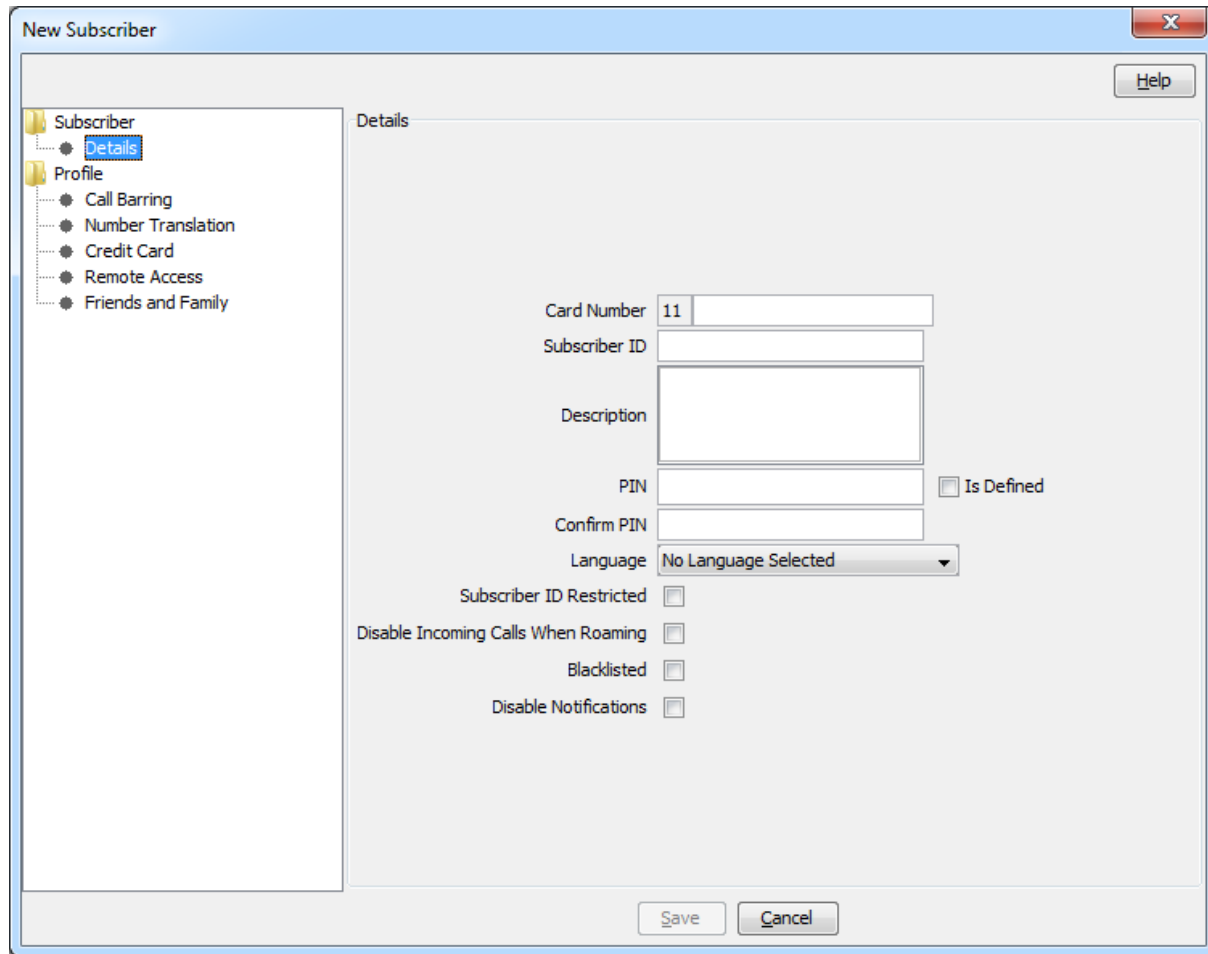 New Subscriber
Help
Subscriber
Details
Profile
Call Barring
Number Translation
Credit Card
Remote Access
Friends and Family
Details
Card Number 11
Subscriber ID
Description
PIN Is Defined
Confirm PIN
Language No Language Selected
Subscriber ID Restricted
Disable Incoming Calls When Roaming
Blacklisted
Disable Notifications
Save Cancel